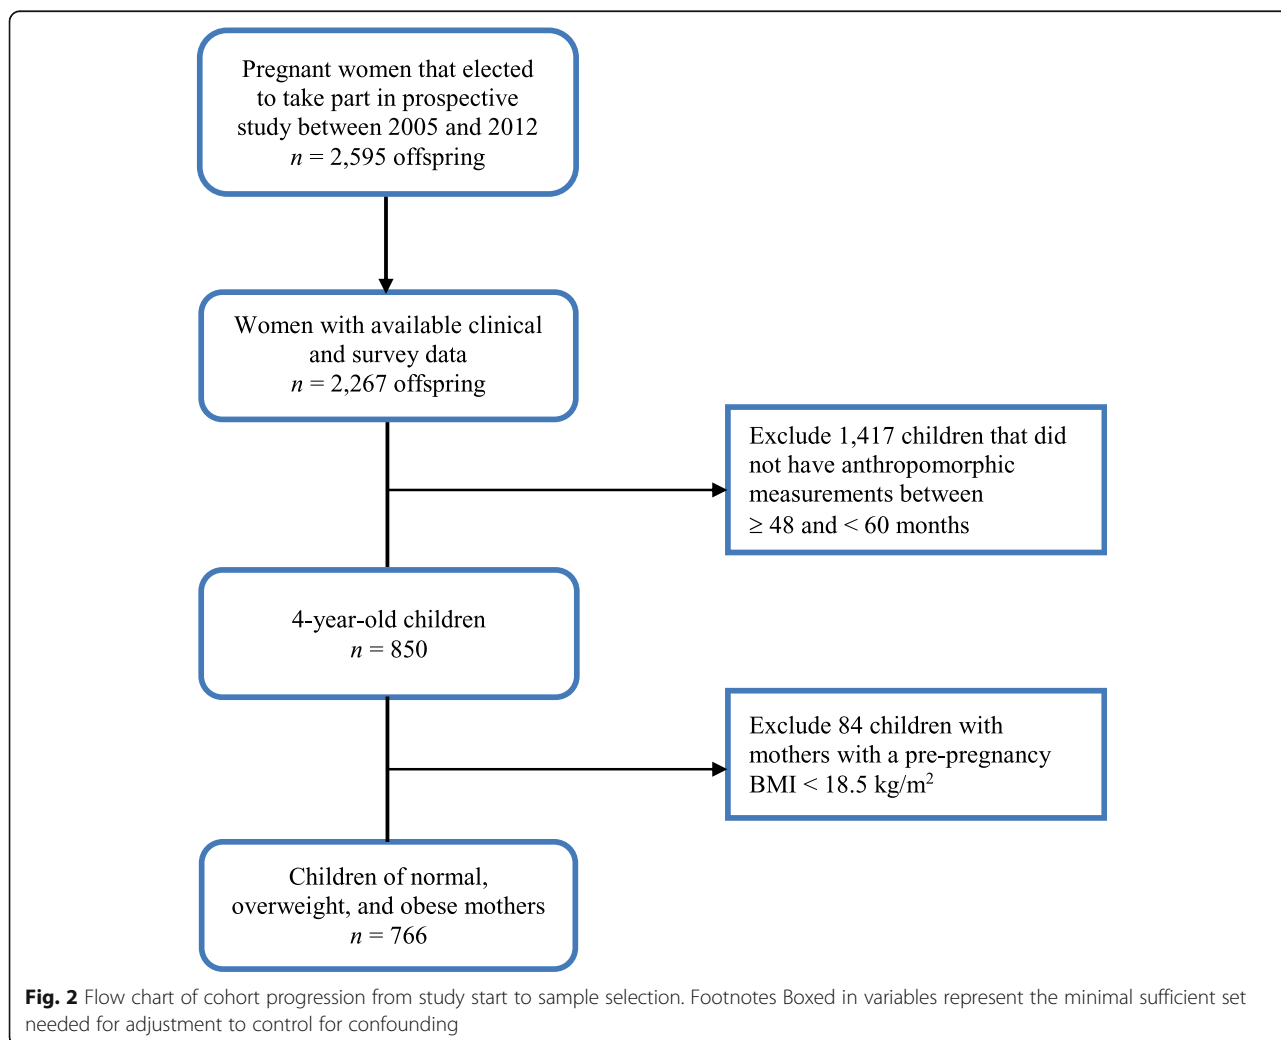 Pregnant women that elected
to take part in prospective
study between 2005 and 2012
n = 2,595 offspring
Women with available clinical
and survey data
n = 2,267 offspring
Exclude 1,417 children that did
not have anthropomorphic
measurements between
≥ 48 and < 60 months
4-year-old children
n = 850
Exclude 84 children with
mothers with a pre-pregnancy
BMI < 18.5 kg/m²
Children of normal,
overweight, and obese mothers
n = 766
Fig. 2 Flow chart of cohort progression from study start to sample selection. Footnotes Boxed in variables represent the minimal sufficient set
needed for adjustment to control for confounding